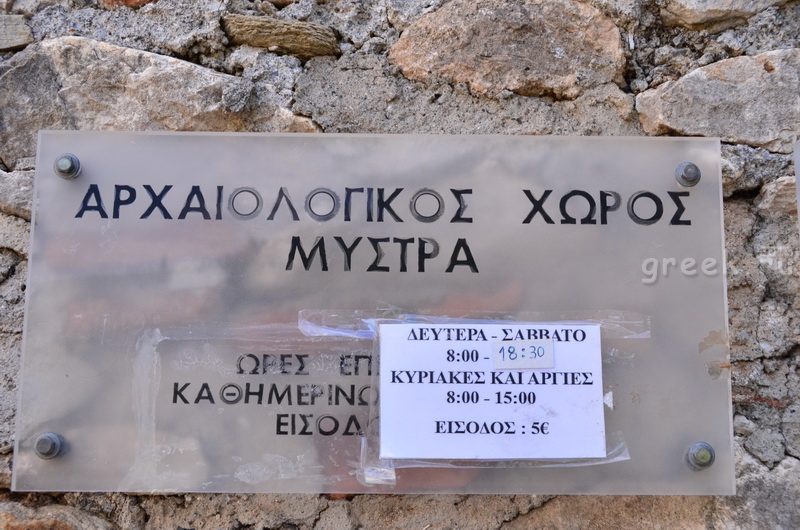 ΑΡΧΑΙΟΛΟΓΙΚΟΣ ΧΩΡΟΣ
ΜΥΣΤΡΑ
ΩΡΕΣ
ΔΕΥΤΕΡΑ - ΣΑΒΒΑΤΟ
8:00 - 18:30
ΚΥΡΙΑΚΕΣ ΚΑΙ ΑΡΓΙΕΣ
8:00 - 15:00
ΕΙΣΟΔΟΣ : 5€